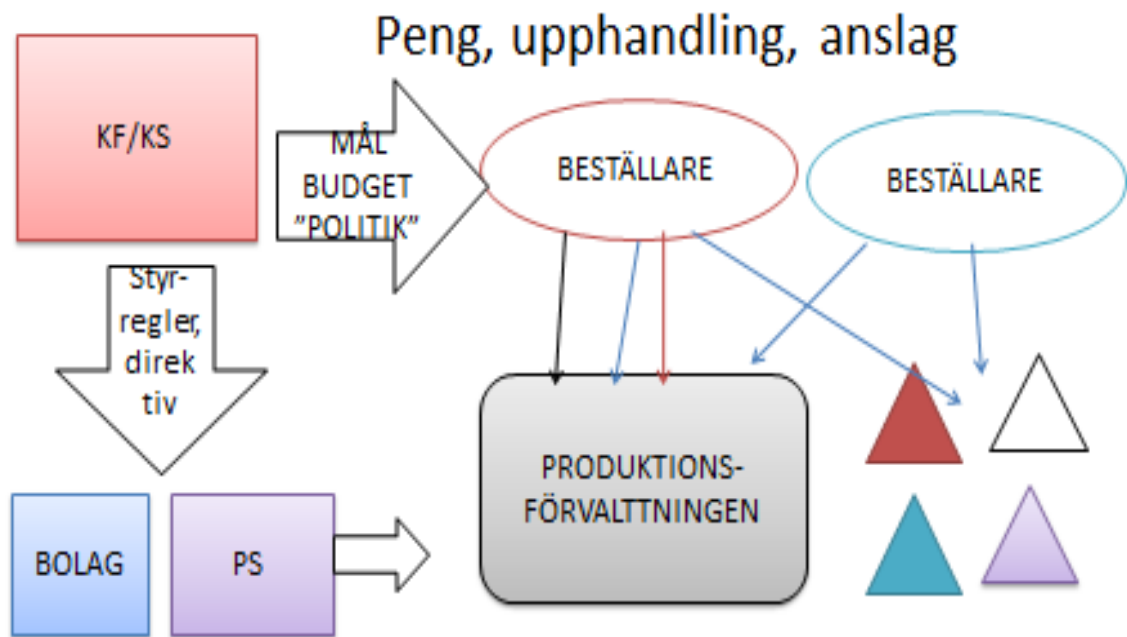 Peng, upphandling, anslag
KF/KS
MÅL
BUDGET
”POLITIK”
BESTÄLLARE
BESTÄLLARE
Styr-
regler,
direk
tiv
PRODUKTIONS-
FÖRVALTTNINGEN
BOLAG
PS